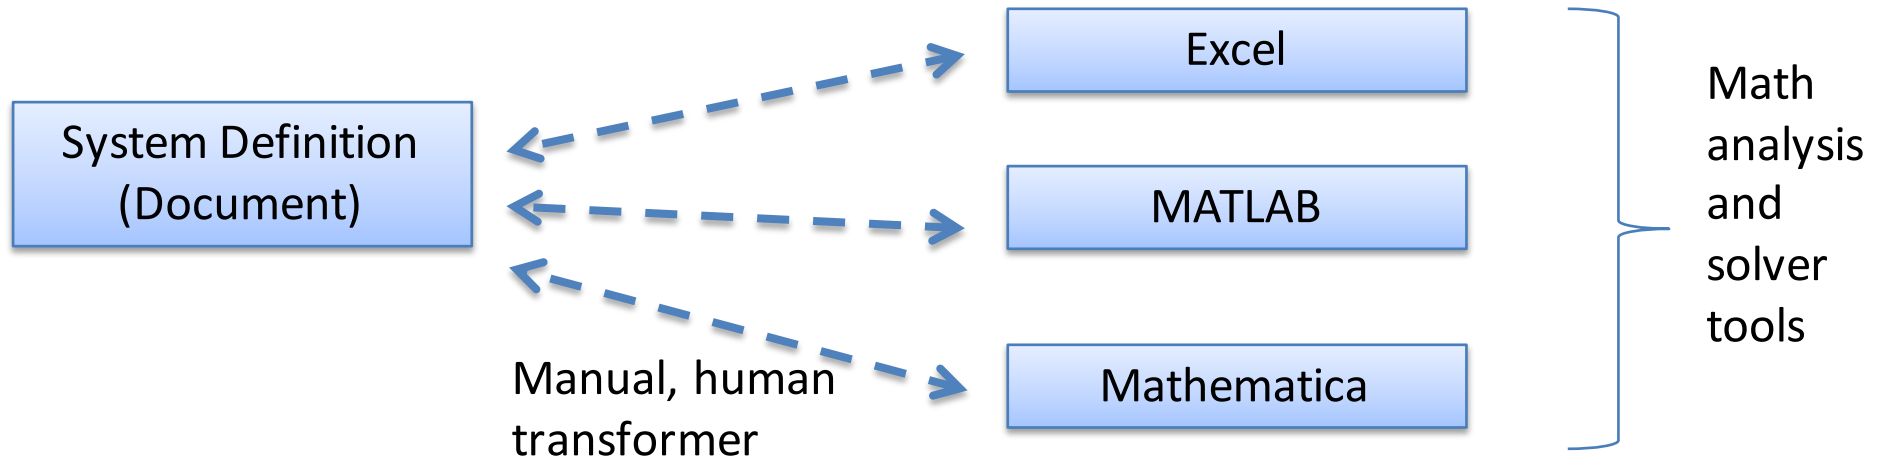 System Definition
(Document)
Excel
MATLAB
Mathematica
Manual, human
transformer
Math
analysis
and
solver
tools